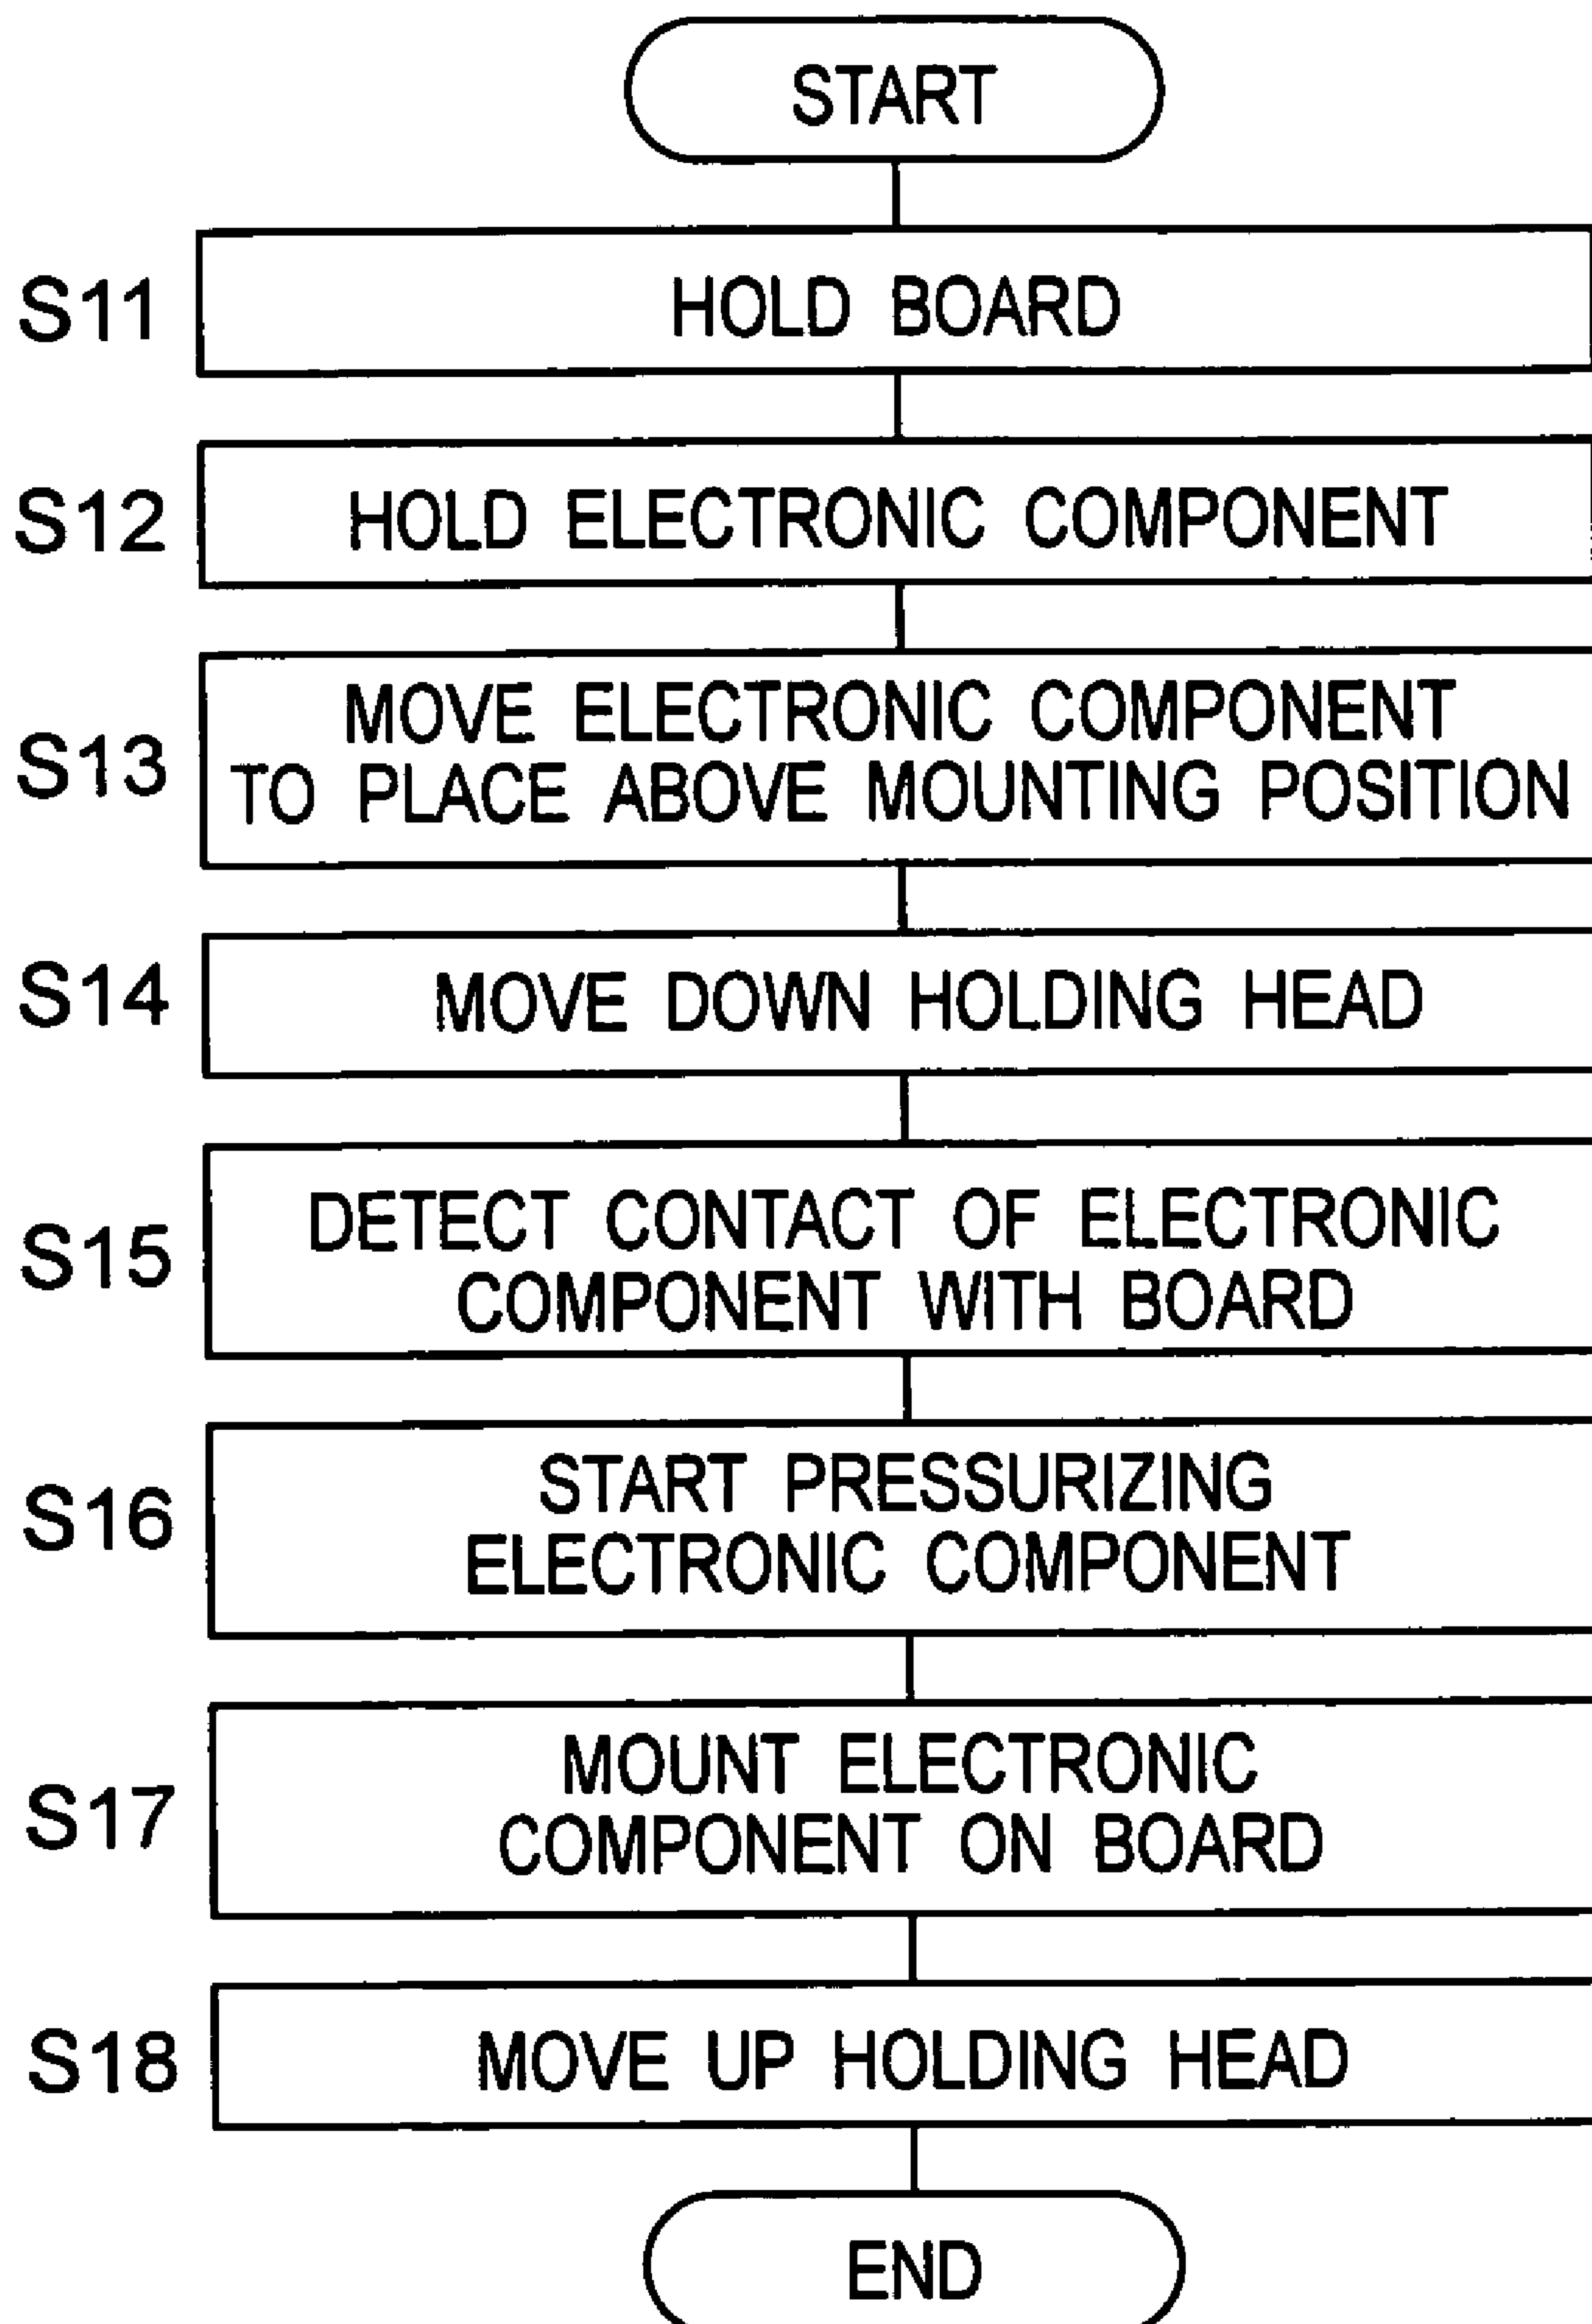 START
S11
HOLD BOARD
S12
HOLD ELECTRONIC COMPONENT
S13
MOVE ELECTRONIC COMPONENT
TO PLACE ABOVE MOUNTING POSITION
S14
MOVE DOWN HOLDING HEAD
S15
DETECT CONTACT OF ELECTRONIC
COMPONENT WITH BOARD
S16
START PRESSURIZING
ELECTRONIC COMPONENT
S17
MOUNT ELECTRONIC
COMPONENT ON BOARD
S18
MOVE UP HOLDING HEAD
END